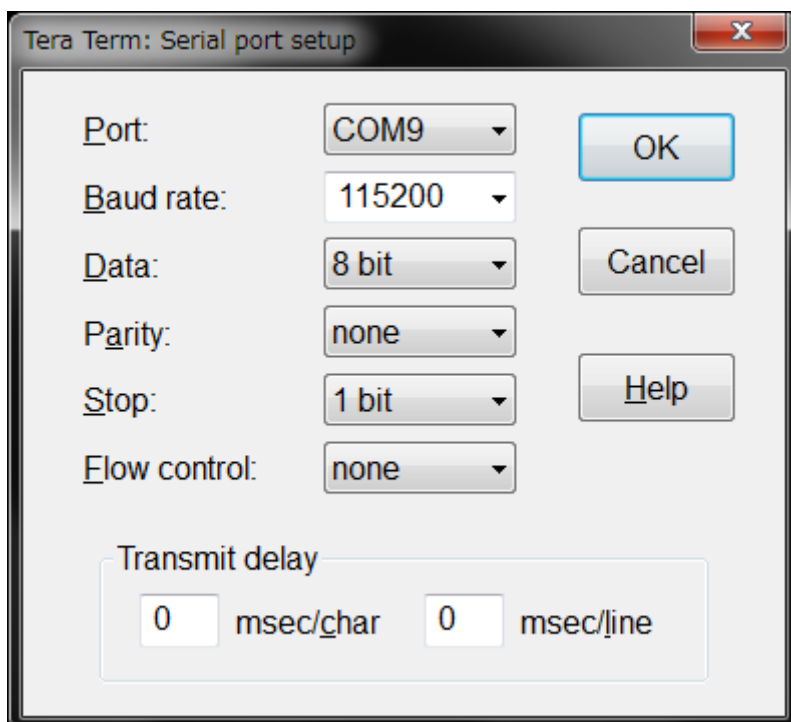 Tera Term: Serial port setup
x
Port: COM9
OK
Baud rate: 115200
Data: 8 bit
Cancel
Parity: none
Stop: 1 bit
Help
Flow control: none
Transmit delay
0 msec/char 0 msec/line